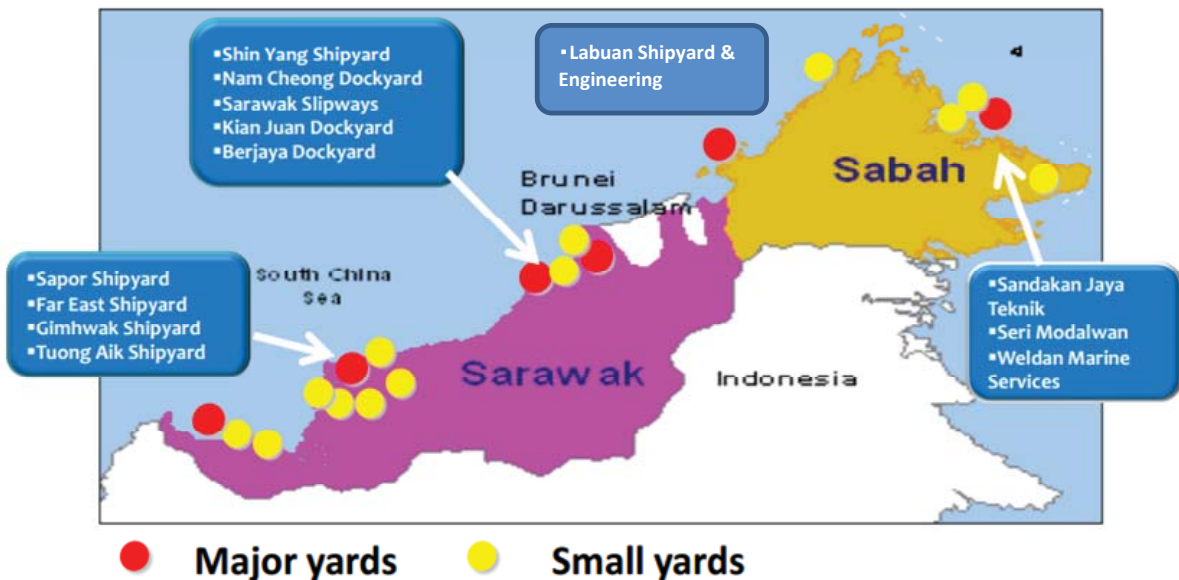 ▪Shin Yang Shipyard
▪Nam Cheong Dockyard
▪Sarawak Slipways
▪Kian Juan Dockyard
▪Berjaya Dockyard
▪Labuan Shipyard &
Engineering
Brunei
Darussalam
Sabah
▪Sapor Shipyard
▪Far East Shipyard
▪Gimhwak Shipyard
▪Tuong Aik Shipyard
South China
Sea
Sarawak
Indonesia
▪Sandakan Jaya
Teknik
▪Seri Modalwan
▪Weldan Marine
Services
Major yards
Small yards